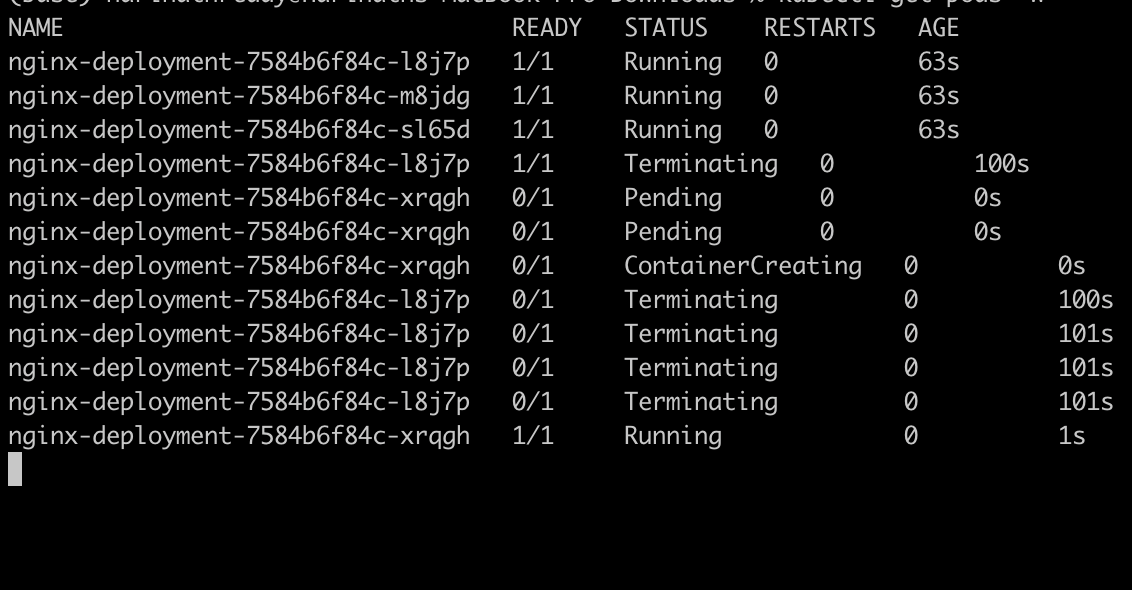 NAME READY STATUS RESTARTS AGE
nginx-deployment-7584b6f84c-l8j7p 1/1 Running 0 63s
nginx-deployment-7584b6f84c-m8jdg 1/1 Running 0 63s
nginx-deployment-7584b6f84c-sl65d 1/1 Running 0 63s
nginx-deployment-7584b6f84c-l8j7p 1/1 Terminating 0 100s
nginx-deployment-7584b6f84c-xrqgh 0/1 Pending 0 0s
nginx-deployment-7584b6f84c-xrqgh 0/1 Pending 0 0s
nginx-deployment-7584b6f84c-xrqgh 0/1 ContainerCreating 0 0s
nginx-deployment-7584b6f84c-l8j7p 0/1 Terminating 0 100s
nginx-deployment-7584b6f84c-l8j7p 0/1 Terminating 0 101s
nginx-deployment-7584b6f84c-l8j7p 0/1 Terminating 0 101s
nginx-deployment-7584b6f84c-l8j7p 0/1 Terminating 0 101s
nginx-deployment-7584b6f84c-xrqgh 1/1 Running 0 1s